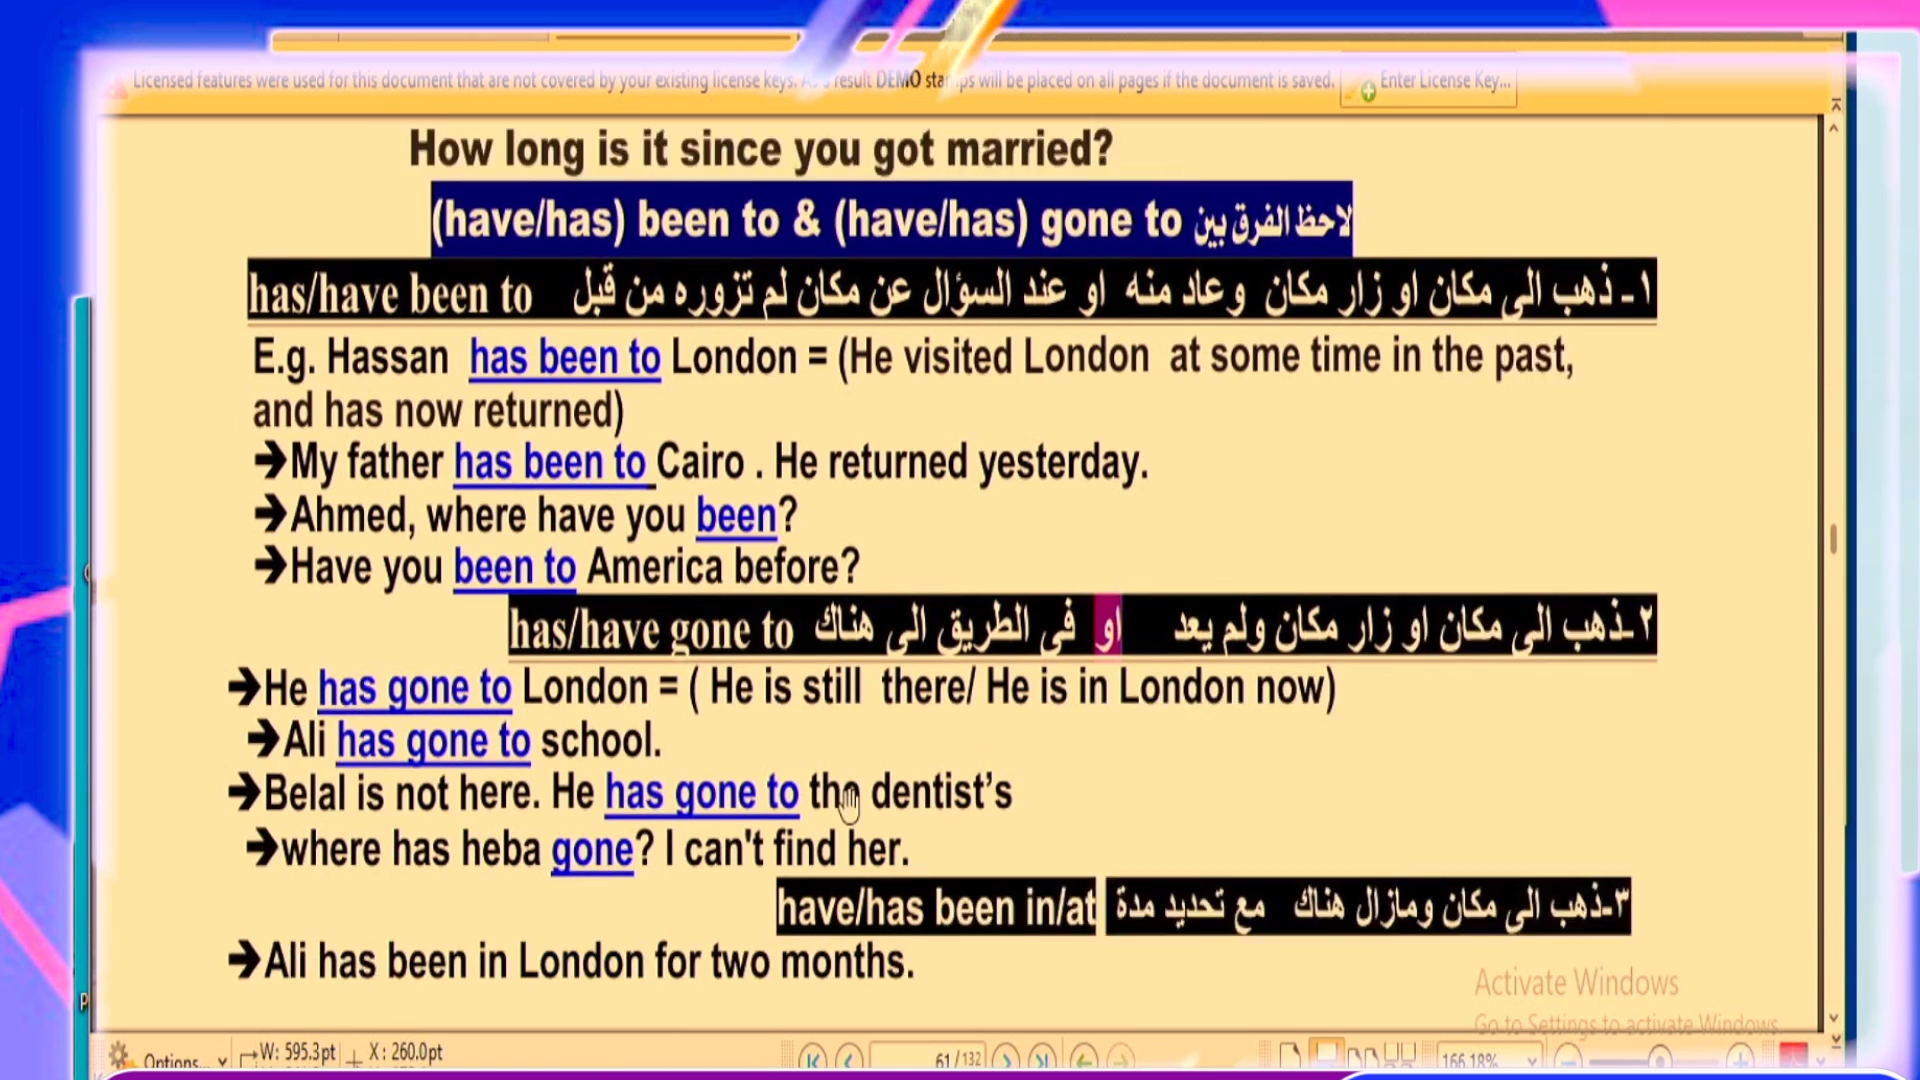 Licensed features were used for this document that are not covered by your existing license keys. As a result DEMO stamps will be placed on all pages if the document is saved. Enter License Key...
How long is it since you got married?
(have/has) been to & (have/has) gone to لاحظ الفرق بين
has/have been to ١- ذهب الى مكان او زار مكان وعاد منه او عند السؤال عن مكان لم تزوره من قبل
E.g. Hassan has been to London = (He visited London at some time in the past,
and has now returned)
➔My father has been to Cairo . He returned yesterday.
➔Ahmed, where have you been?
➔Have you been to America before?
has/have gone to ٢-ذهب الى مكان او زار مكان ولم يعد او فى الطريق الى هناك
➔He has gone to London = ( He is still there/ He is in London now)
➔Ali has gone to school.
➔Belal is not here. He has gone to the dentist’s
➔where has heba gone? I can't find her.
have/has been in/at ٣-ذهب الى مكان ومازال هناك مع تحديد مدة
➔Ali has been in London for two months.
Activate Windows
Go to Settings to activate Windows.
Options... W: 595.3pt X: 260.0pt 61 / 132 166.18%